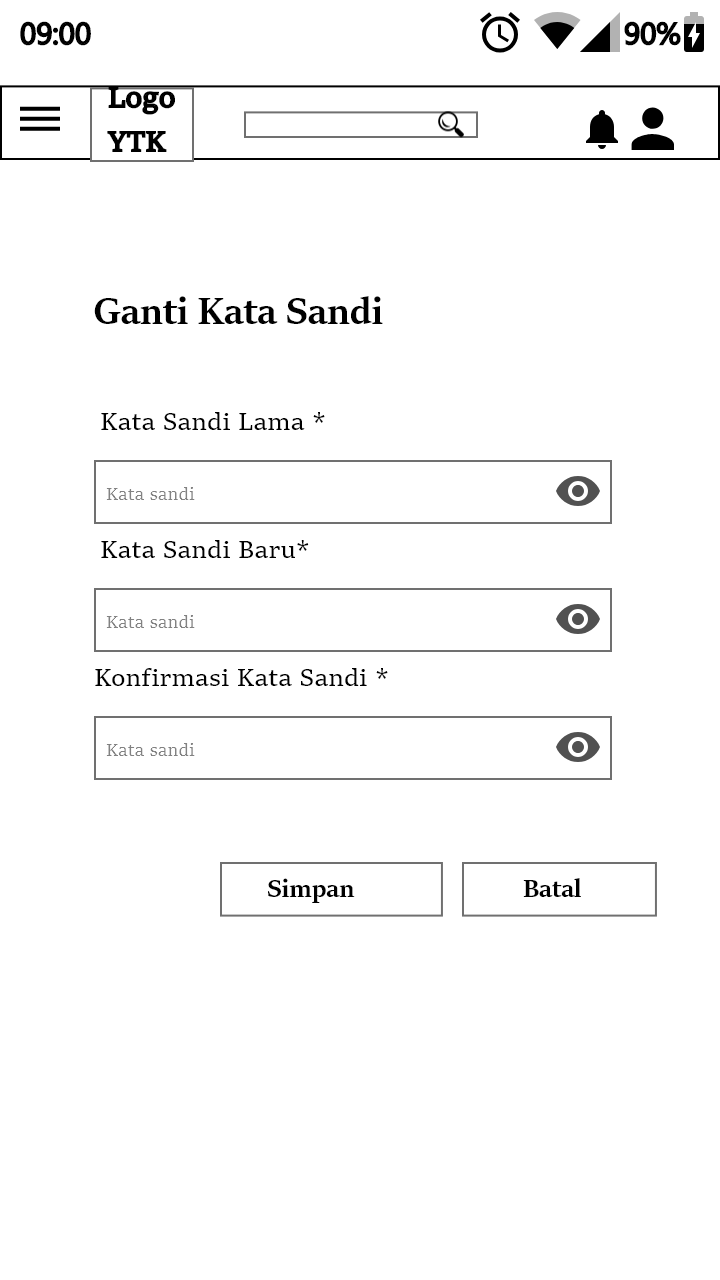 09:00
90%
Logo
YTK
Ganti Kata Sandi
Kata Sandi Lama *
Kata sandi
Kata Sandi Baru*
Kata sandi
Konfirmasi Kata Sandi *
Kata sandi
Simpan
Batal